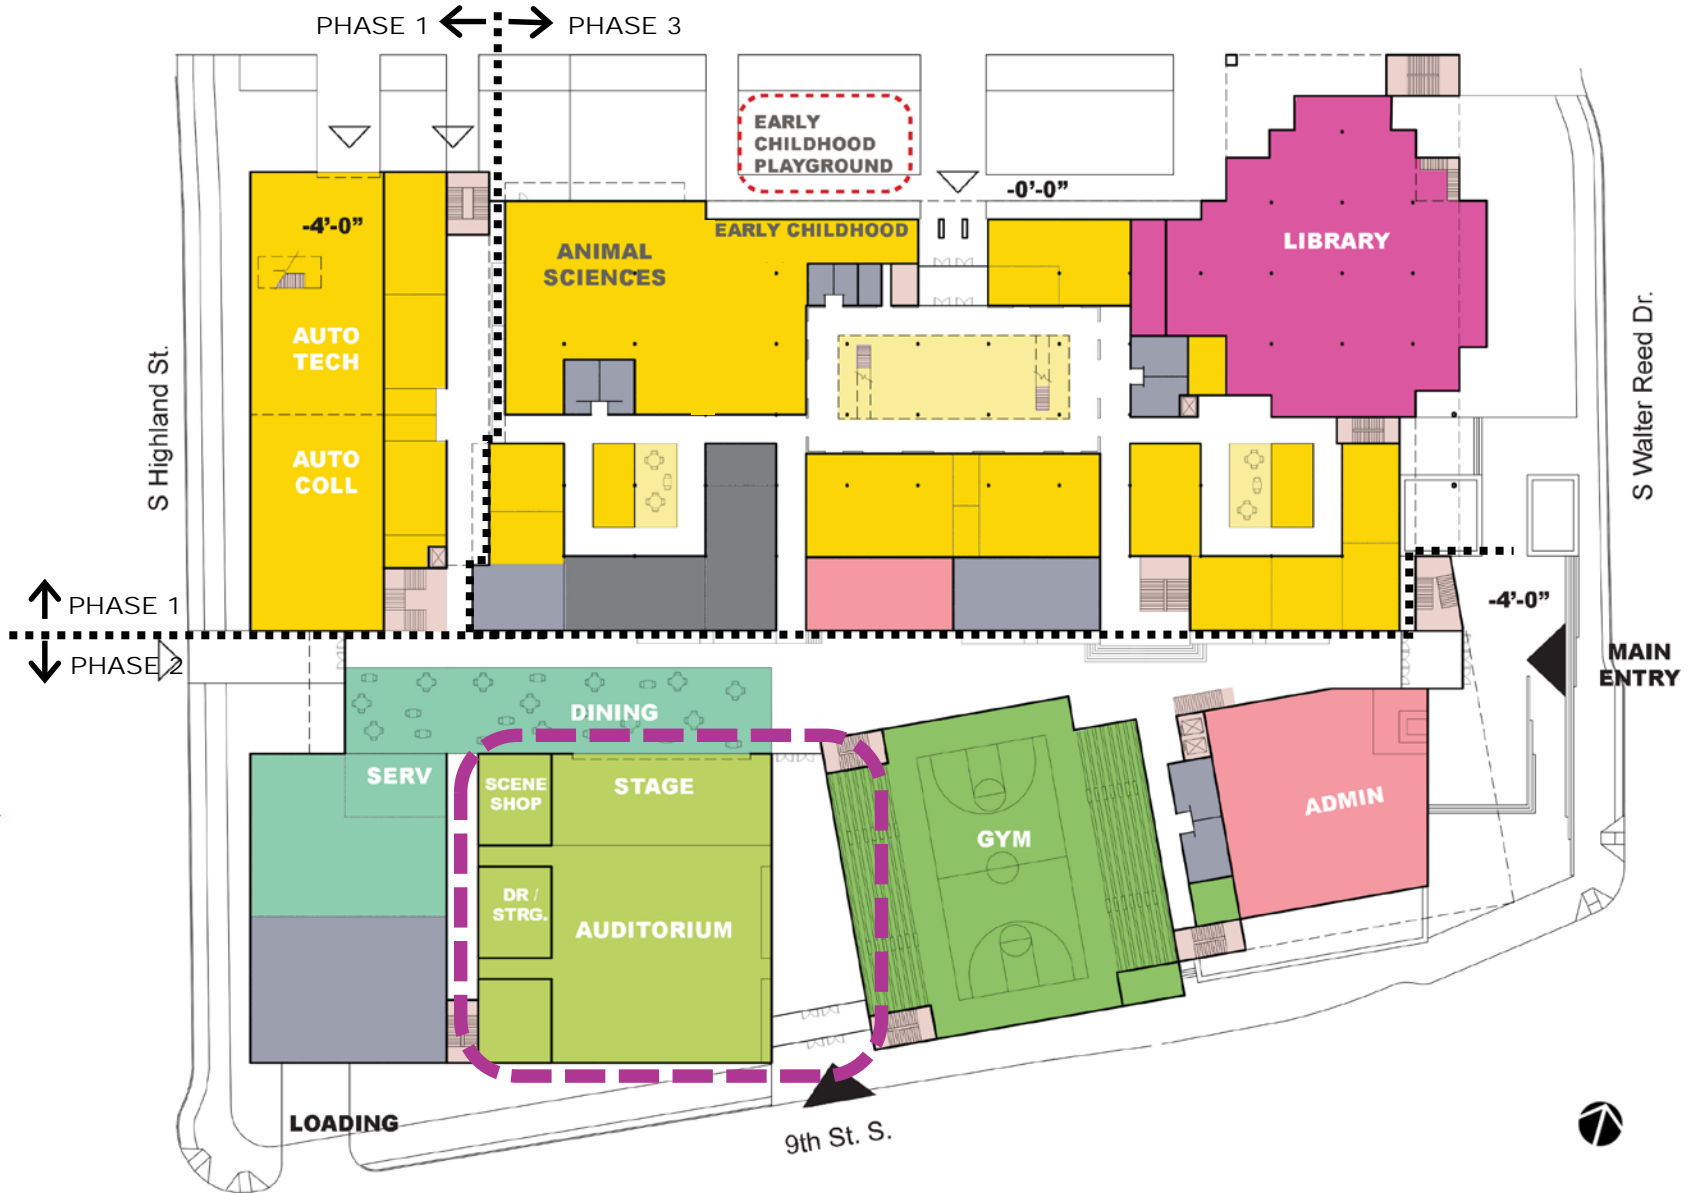 PHASE 1 PHASE 3
EARLY
CHILDHOOD
PLAYGROUND
-0'-0"
-4'-0"
EARLY CHILDHOOD
ANIMAL
SCIENCES
LIBRARY
AUTO
TECH
S Highland St.
S Walter Reed Dr.
AUTO
COLL
PHASE 1
-4'-0"
PHASE 2
MAIN
ENTRY
DINING
SERV
SCENE
SHOP
STAGE
ADMIN
GYM
DR /
STRG.
AUDITORIUM
LOADING
9th St. S.